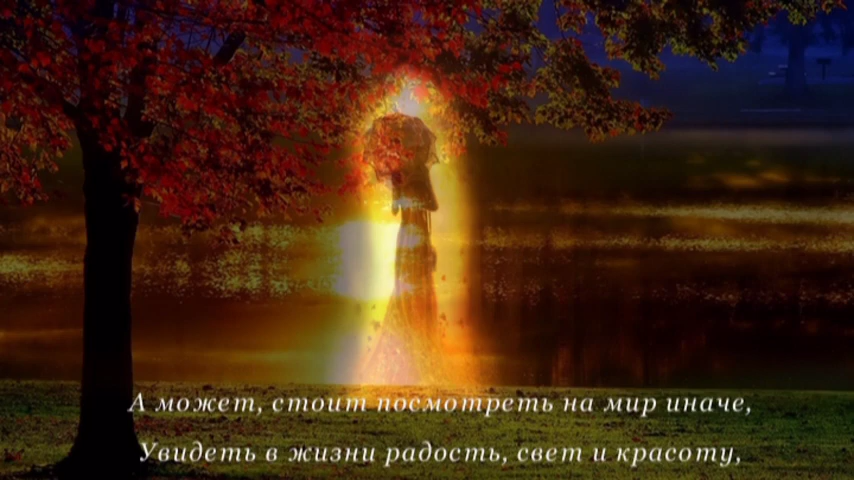 А может, стоит посмотреть на мир иначе,
Увидеть в жизни радость, свет и красоту,